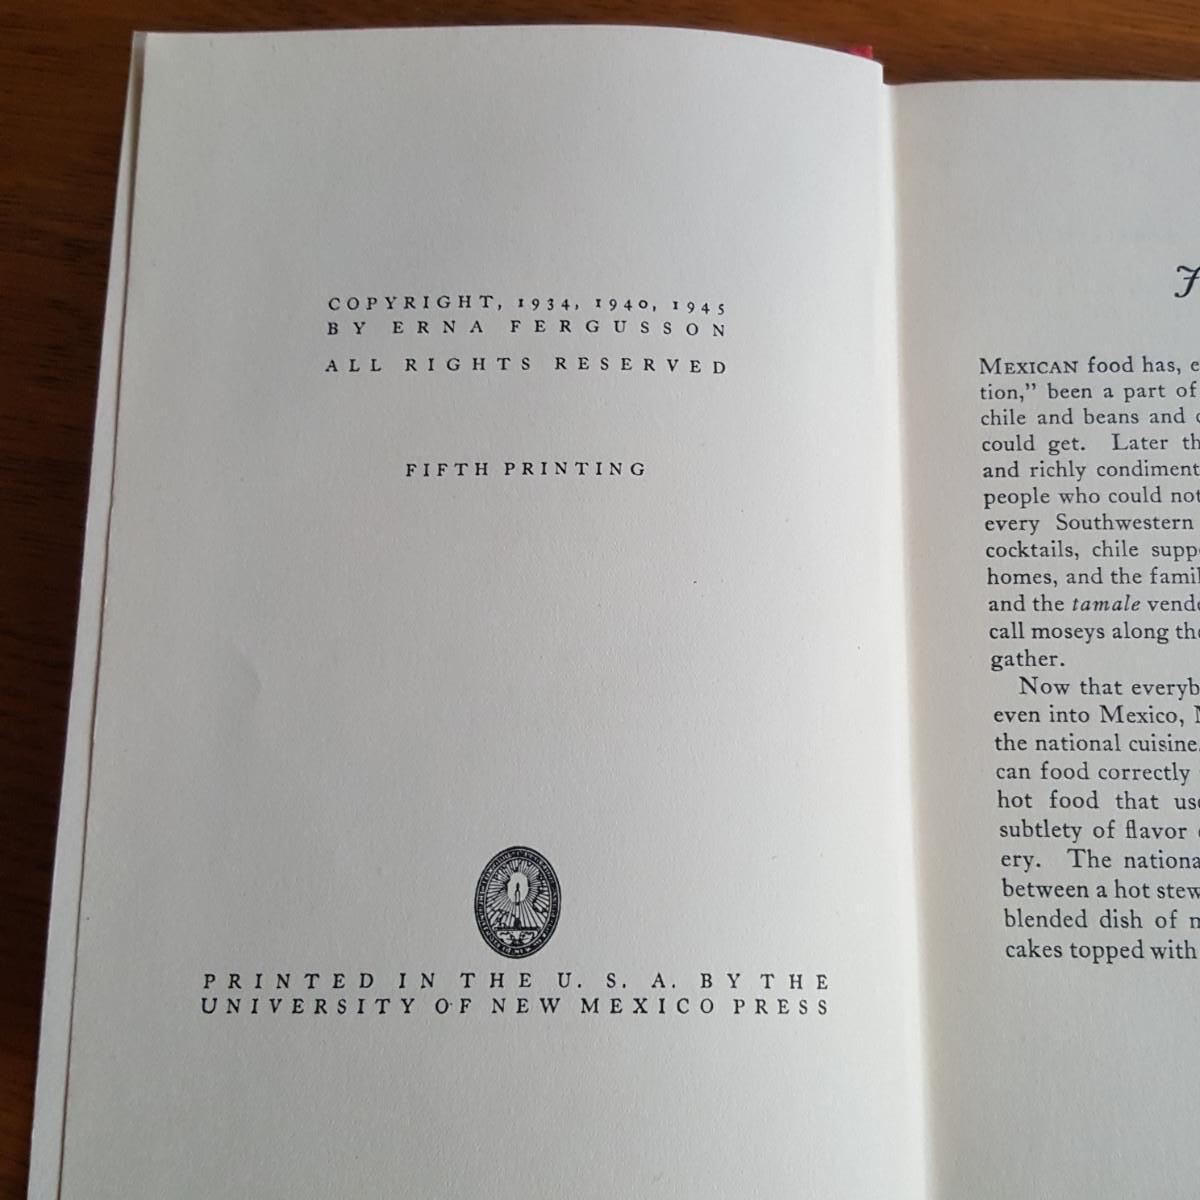 COPYRIGHT, 1934, 1940, 1945
BY ERNA FERGUSSON
ALL RIGHTS RESERVED
FIFTH PRINTING
PRINTED IN THE U. S. A. BY THE
UNIVERSITY OF NEW MEXICO PRESS
MEXICAN food has,
tion," been a part of
chile and beans and
could get. Later
and richly condiment
people who could not
every Southwestern
cocktails, chile
homes, and the
and the tamale
call moseys along
gather.
Now that
even into Mexico,
the national cuisine
can food correctly
hot food that
subtlety of flavor
ery. The
between a hot stew
blended dish of
cakes topped with